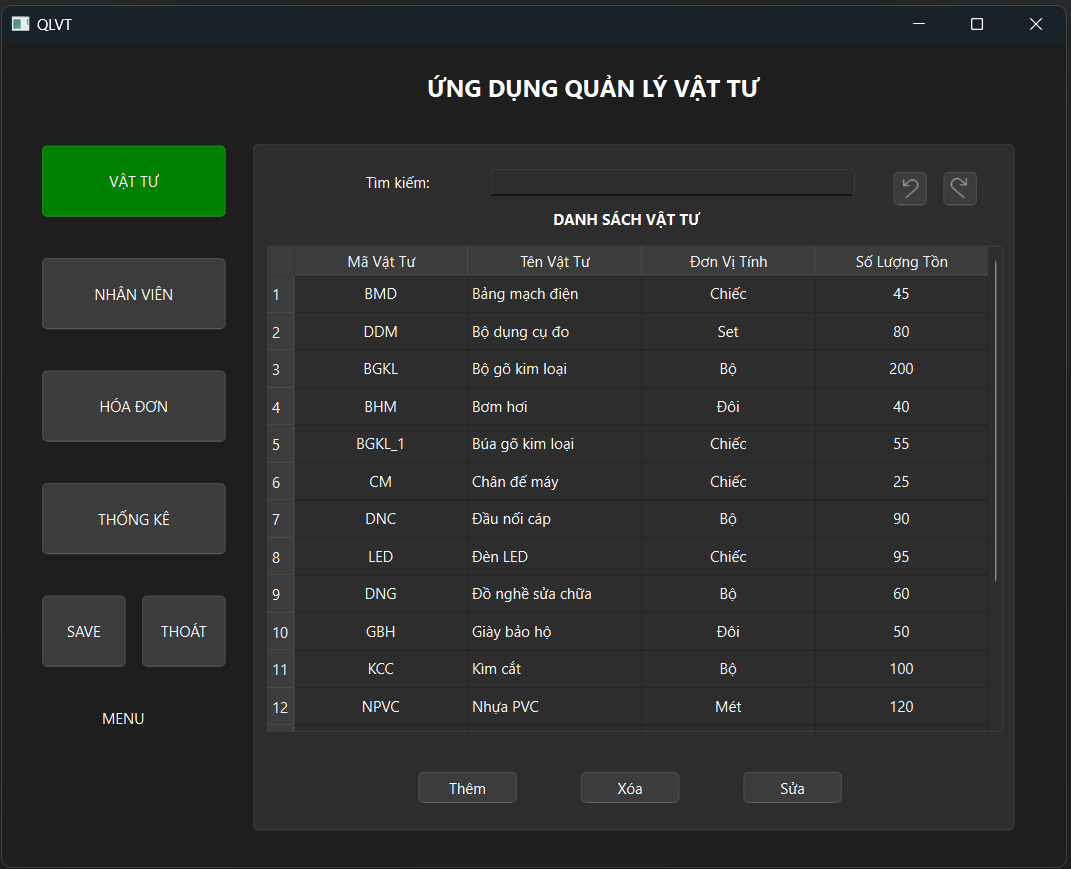 QLVT
ỨNG DỤNG QUẢN LÝ VẬT TƯ
VẬT TƯ
NHÂN VIÊN
HÓA ĐƠN
THỐNG KÊ
SAVE THOÁT
MENU
Tìm kiếm:
DANH SÁCH VẬT TƯ
Mã Vật Tư Tên Vật Tư Đơn Vị Tính Số Lượng Tồn
1 BMD Bảng mạch điện Chiếc 45
2 DDM Bộ dụng cụ đo Set 80
3 BGKL Bộ gõ kim loại Bộ 200
4 BHM Bơm hơi Đôi 40
5 BGKL_1 Búa gõ kim loại Chiếc 55
6 CM Chân đế máy Chiếc 25
7 DNC Đầu nối cáp Bộ 90
8 LED Đèn LED Chiếc 95
9 DNG Đồ nghề sửa chữa Bộ 60
10 GBH Giày bảo hộ Đôi 50
11 KCC Kìm cắt Bộ 100
12 NPVC Nhựa PVC Mét 120
Thêm Xóa Sửa